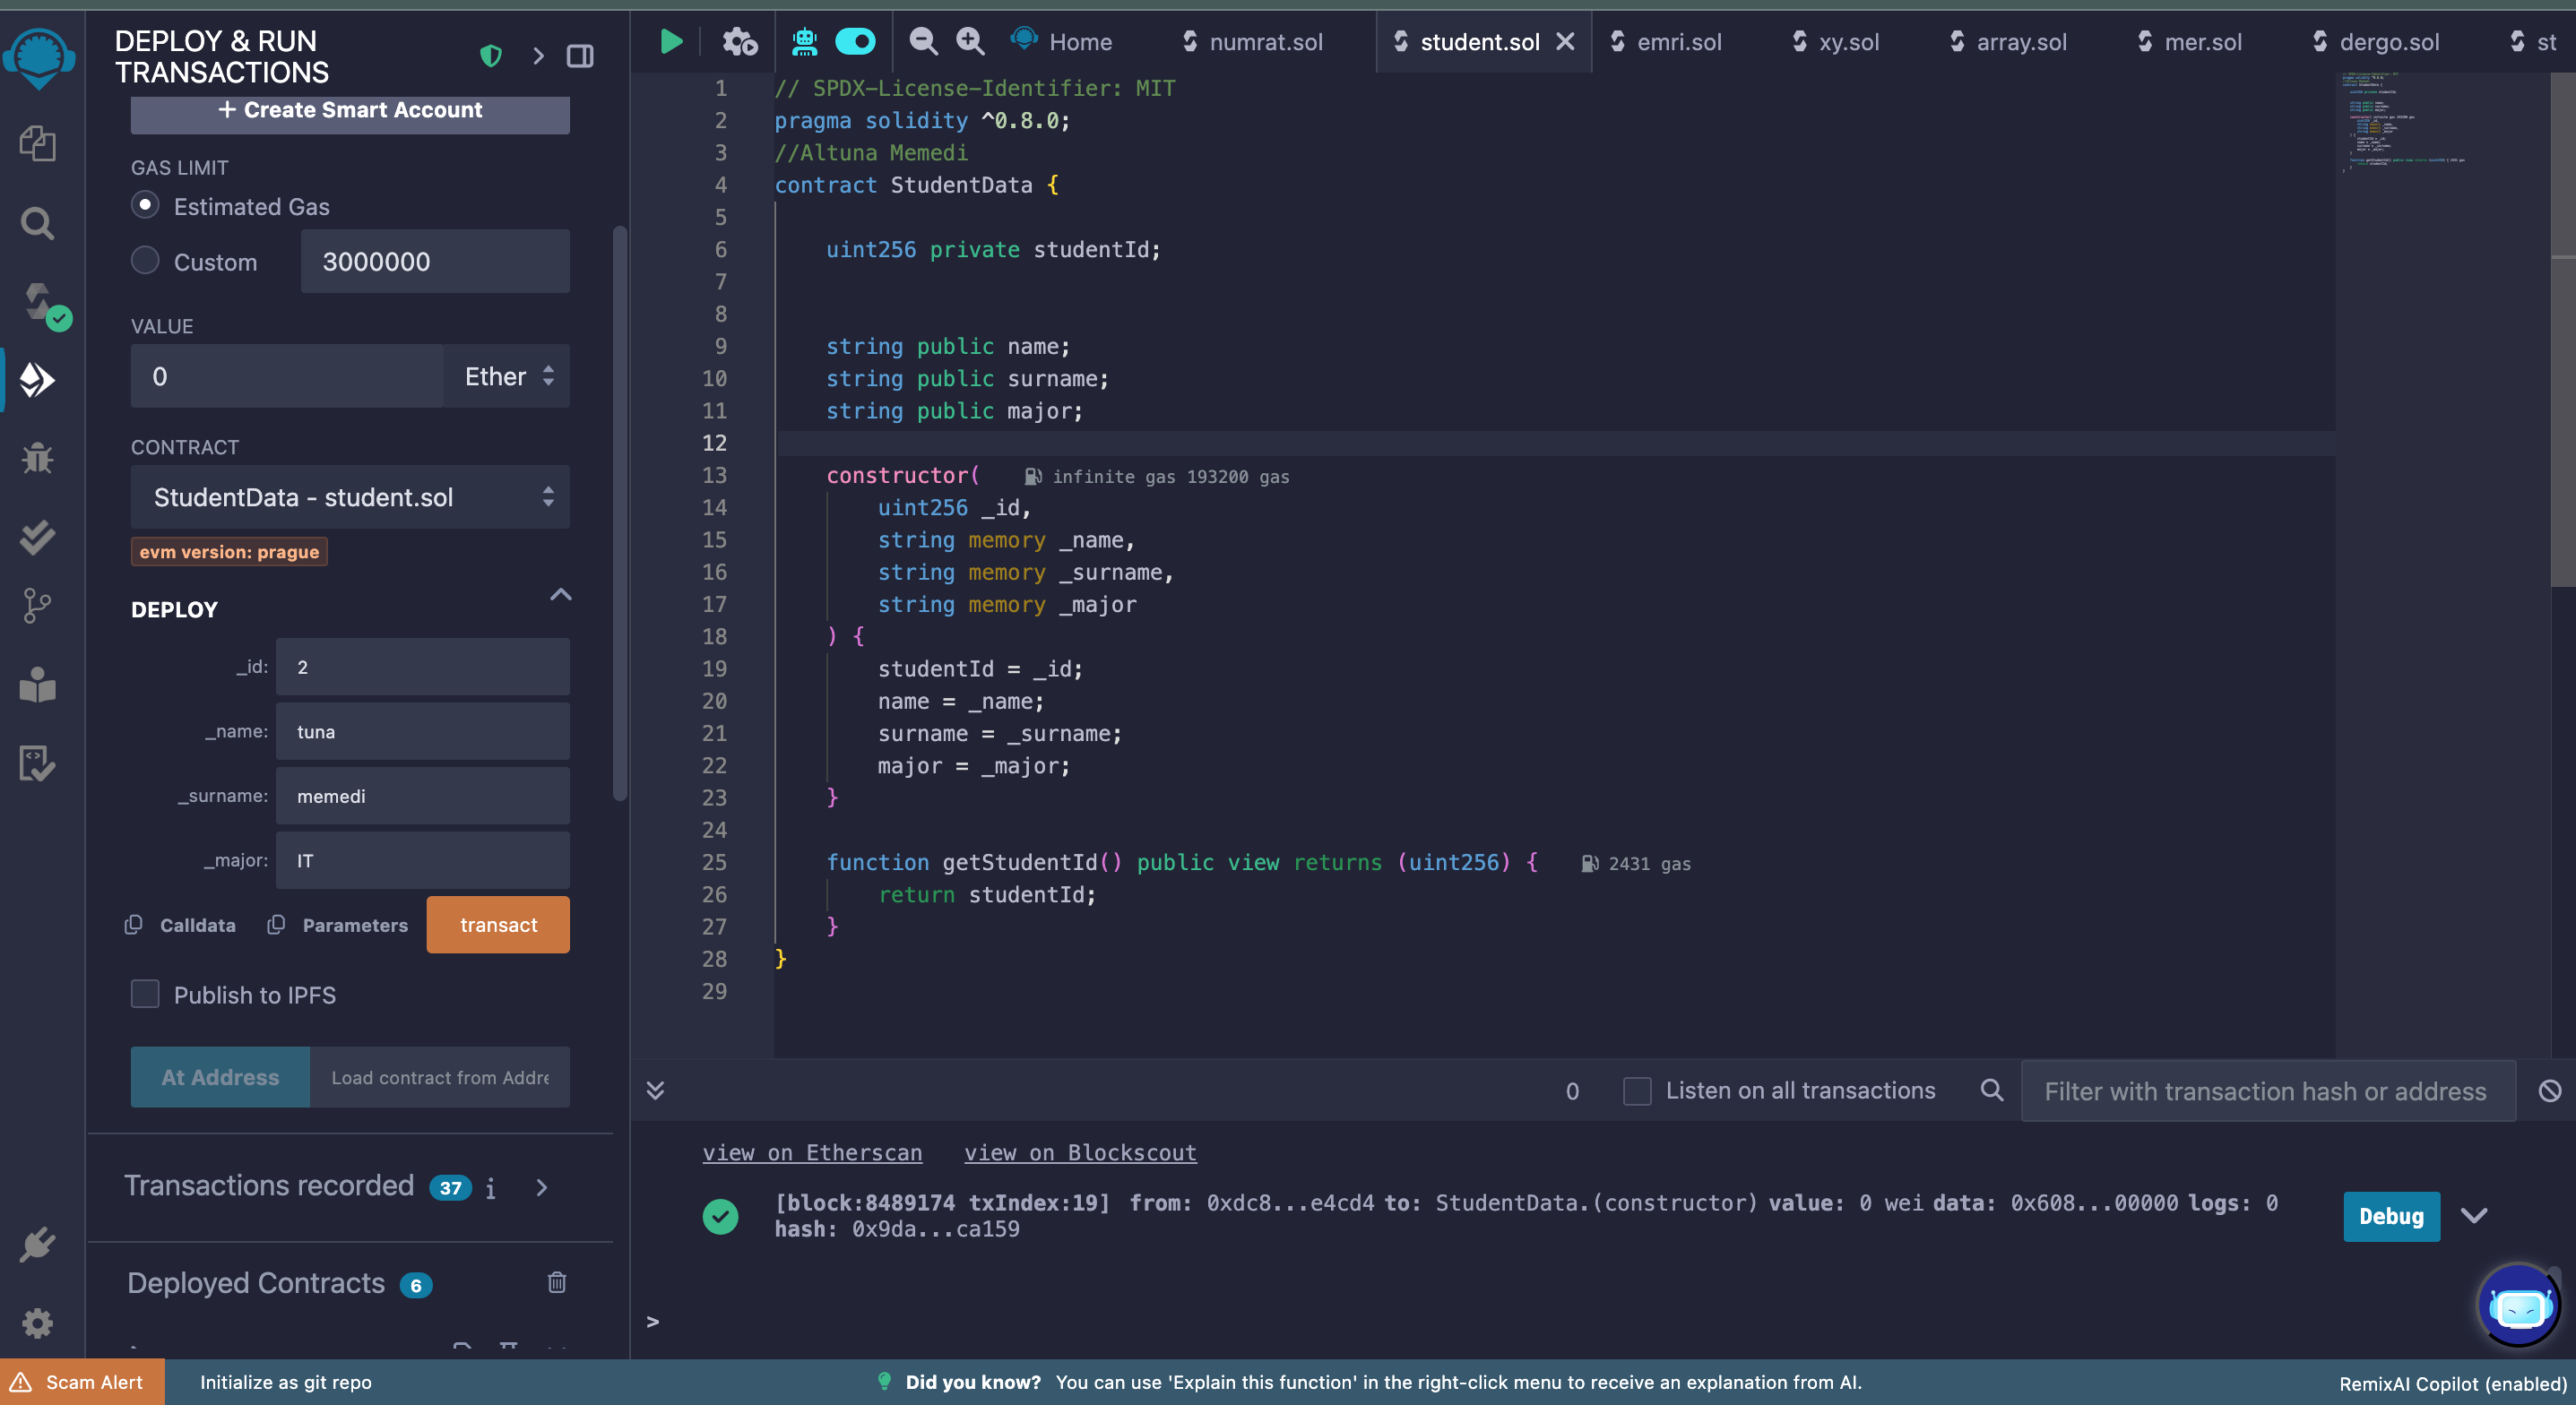 DEPLOY & RUN
TRANSACTIONS
+ Create Smart Account
GAS LIMIT
Estimated Gas
Custom 3000000
VALUE
0 Ether
CONTRACT
StudentData - student.sol
evm version: prague
DEPLOY
_id: 2
_name: tuna
_surname: memedi
_major: IT
Calldata Parameters transact
Publish to IPFS
At Address Load contract from Addre
Transactions recorded 37 i
Deployed Contracts 6
Home numrat.sol student.sol emri.sol xy.sol array.sol mer.sol dergo.sol st
1 // SPDX-License-Identifier: MIT
2 pragma solidity ^0.8.0;
3 //Altuna Memedi
4 contract StudentData {
5
6 uint256 private studentId;
7
8
9 string public name;
10 string public surname;
11 string public major;
12
13 constructor( infinite gas 193200 gas
14 uint256 _id,
15 string memory _name,
16 string memory _surname,
17 string memory _major
18 ) {
19 studentId = _id;
20 name = _name;
21 surname = _surname;
22 major = _major;
23 }
24
25 function getStudentId() public view returns (uint256) { 2431 gas
26 return studentId;
27 }
28 }
29
0 Listen on all transactions Filter with transaction hash or address
view on Etherscan view on Blockscout
[block:8489174 txIndex:19] from: 0xdc8...e4cd4 to: StudentData.(constructor) value: 0 wei data: 0x608...00000 logs: 0
hash: 0x9da...ca159
Debug
>
Scam Alert Initialize as git repo Did you know? You can use 'Explain this function' in the right-click menu to receive an explanation from AI. RemixAI Copilot (enabled)